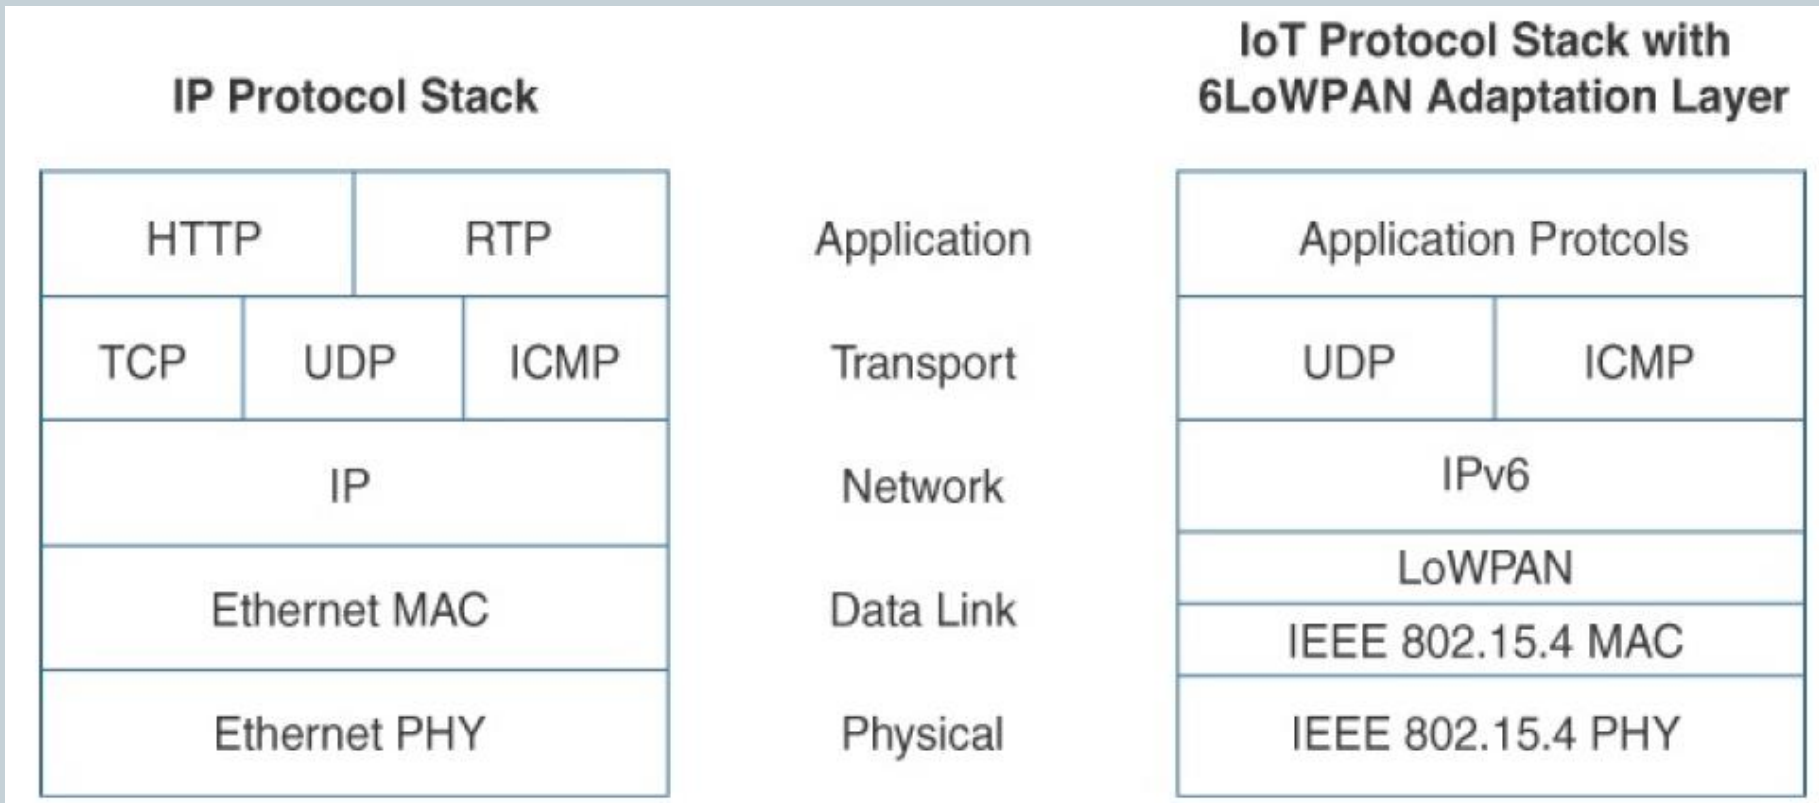 IP Protocol Stack
IoT Protocol Stack with
6LoWPAN Adaptation Layer
HTTP RTP Application Application Protcols
TCP UDP ICMP Transport UDP ICMP
IP Network IPv6
LoWPAN
Ethernet MAC Data Link
IEEE 802.15.4 MAC
Ethernet PHY Physical IEEE 802.15.4 PHY